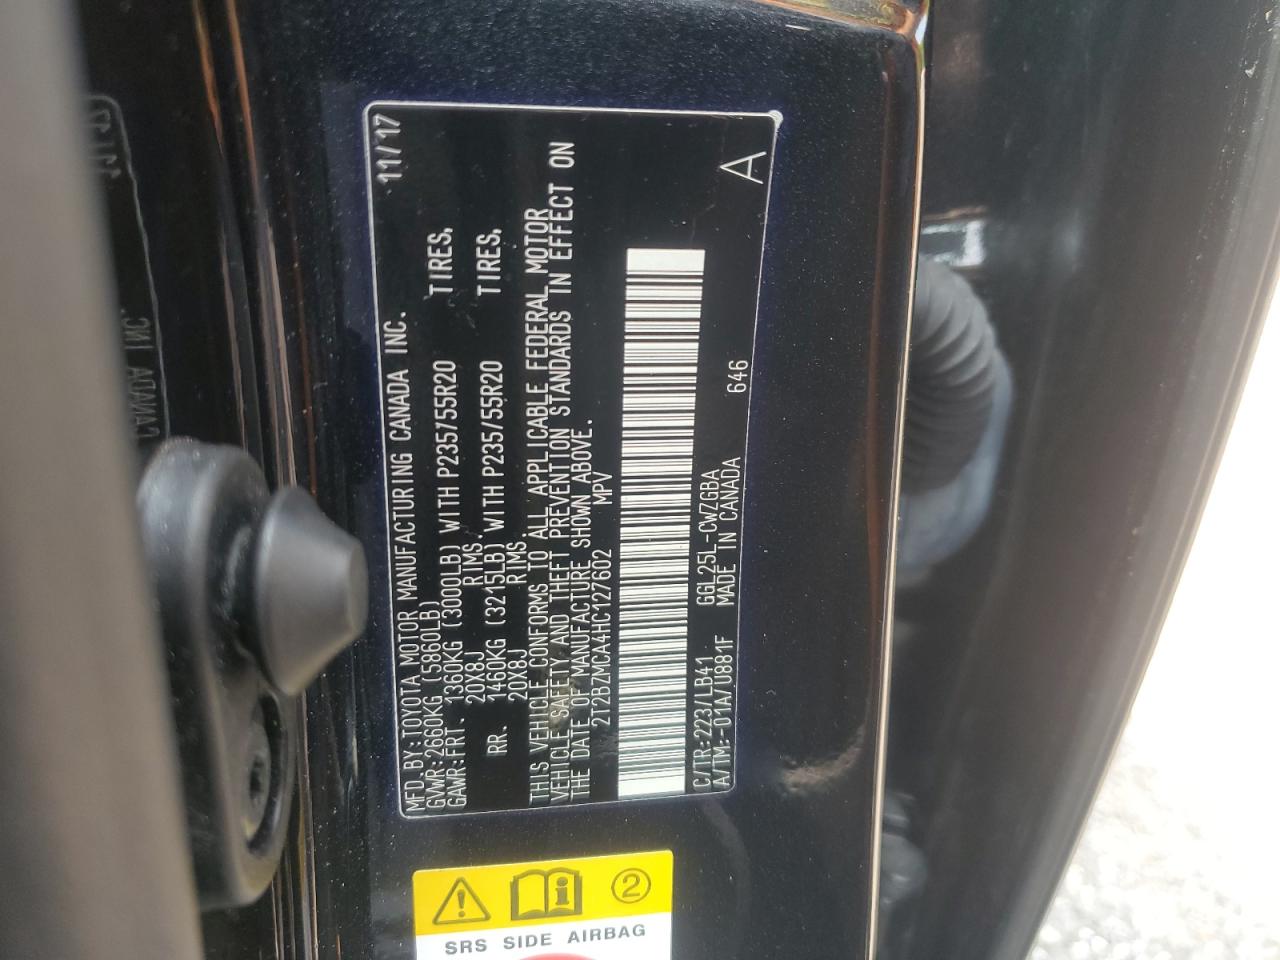 MFD.BY:TOYOTA MOTOR MANUFACTURING CANADA INC. 11/17
GVWR:2660KG (5860LB)
GAWR:FRT. 1360KG (3000LB) WITH P235/55R20 TIRES,
20X8J RIMS.
RR. 1460KG (3215LB) WITH P235/55R20 TIRES,
20X8J RIMS.
THIS VEHICLE CONFORMS TO ALL APPLICABLE FEDERAL MOTOR
VEHICLE SAFETY AND THEFT PREVENTION STANDARDS IN EFFECT ON
THE DATE OF MANUFACTURE SHOWN ABOVE.
2T2BZMCA4HC127602 MPV
C/TR:223/LB41 GGL25L-CWZGBA 646 A
A/TM:-01A/U881F MADE IN CANADA
2
SRS SIDE AIRBAG